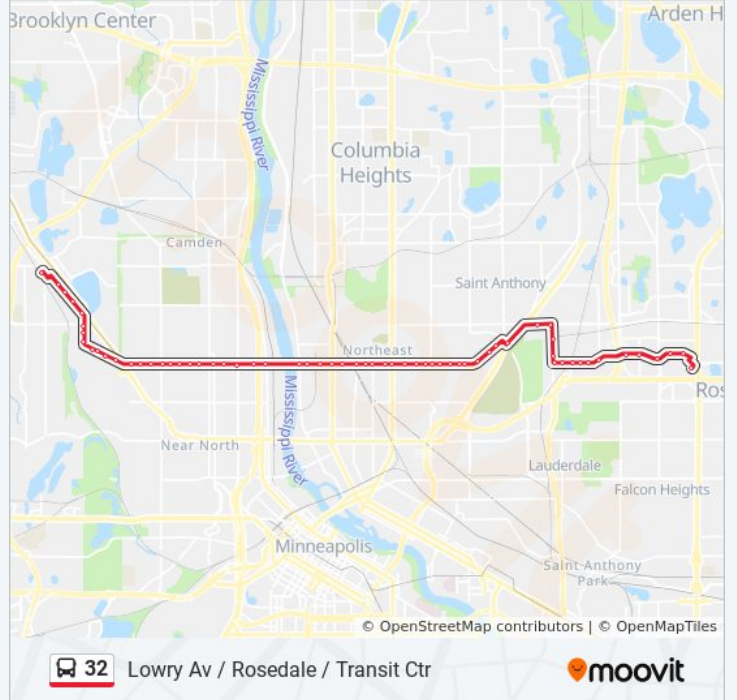 Brooklyn Center
Arden H
Mississippi River
Columbia
Heights
Camden
Saint Anthony
Northeast
Ros
Mississippi River
Near North
Lauderdale
Falcon Heights
Minneapolis
Saint Anthony
Park
© OpenStreetMap contributors | © OpenMapTiles
32 Lowry Av / Rosedale / Transit Ctr
moovit